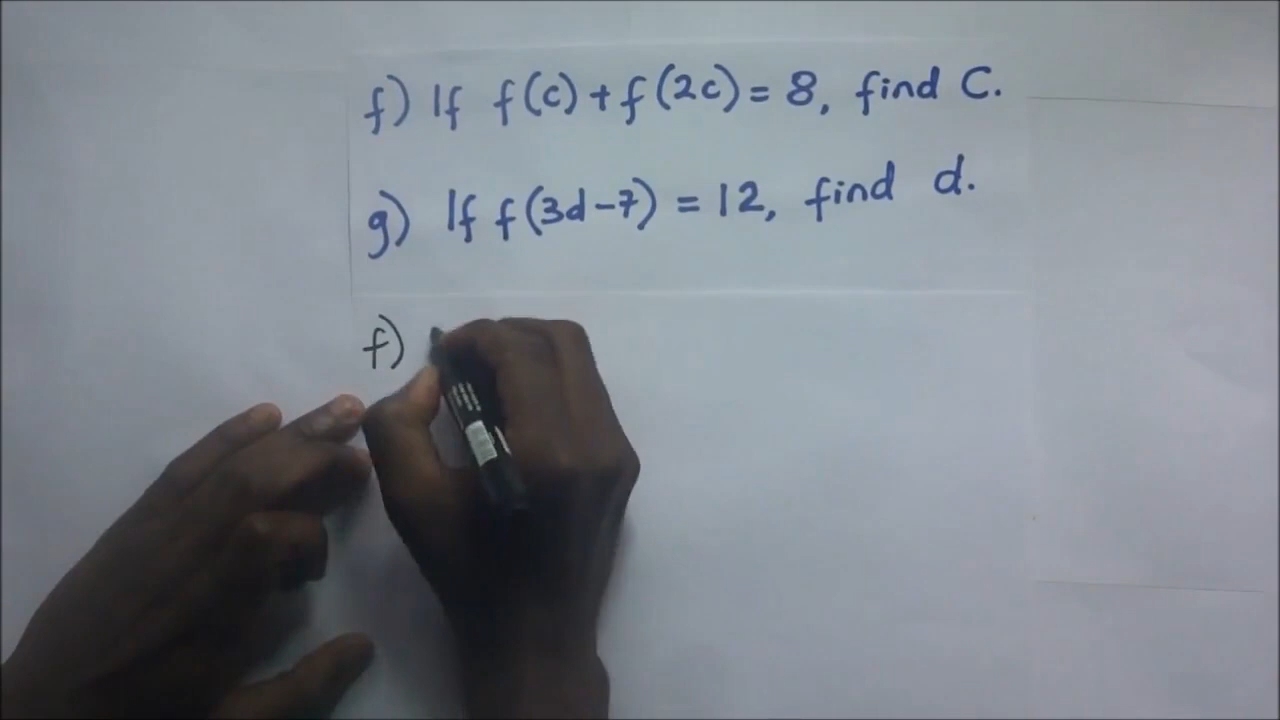 f) If f(c) + f(2c) = 8, find C.
g) If f(3d-7) = 12, find d.
f)